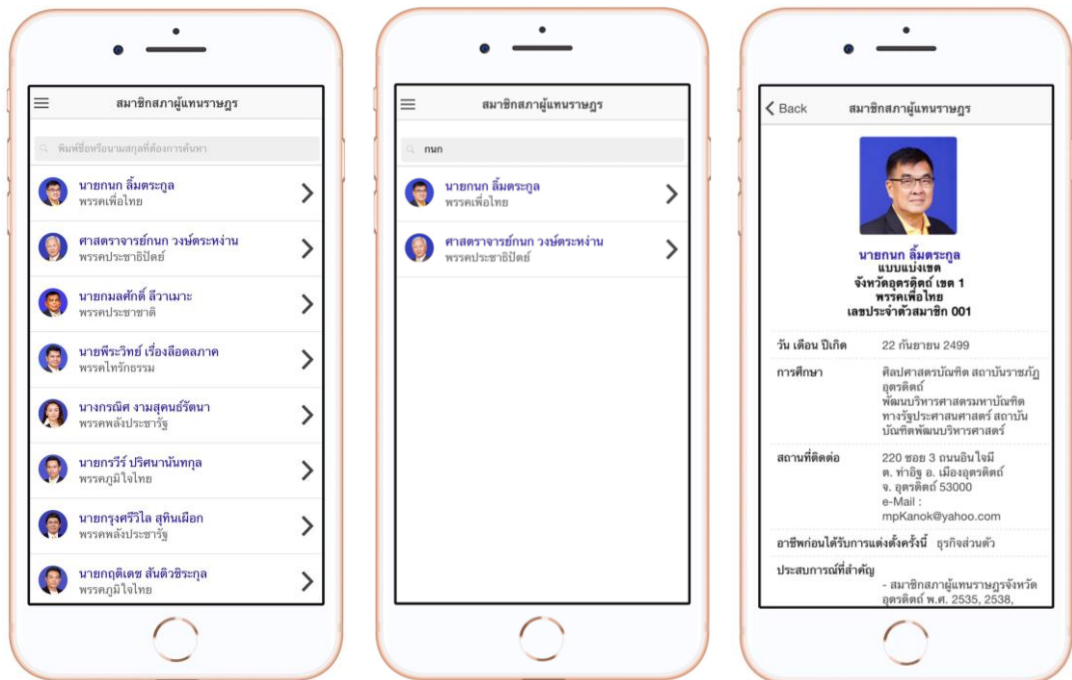 สมาชิกสภาผู้แทนราษฎร
พิมพ์ชื่อหรือนามสกุลที่ต้องการค้นหา
นายกนก ลิ้มตระกูล
พรรคเพื่อไทย
ศาสตราจารย์กนก วงษ์ตระหง่าน
พรรคประชาธิปัตย์
นายกมลศักดิ์ ลีวาเมาะ
พรรคประชาชาติ
นายพีระวิทย์ เรื่องลือดลภาค
พรรคไทรักธรรม
นางกรณิศ งามสุคนธ์รัตนา
พรรคพลังประชารัฐ
นายกรวีร์ ปริศนานันทกุล
พรรคภูมิใจไทย
นายกรุงศรีวิไล สุทินเผือก
พรรคพลังประชารัฐ
นายกฤติเดช สันติวชิระกุล
พรรคภูมิใจไทย
สมาชิกสภาผู้แทนราษฎร
กนก
นายกนก ลิ้มตระกูล
พรรคเพื่อไทย
ศาสตราจารย์กนก วงษ์ตระหง่าน
พรรคประชาธิปัตย์
Back สมาชิกสภาผู้แทนราษฎร
นายกนก ลิ้มตระกูล
แบบแบ่งเขต
จังหวัดอุตรดิตถ์ เขต 1
พรรคเพื่อไทย
เลขประจำตัวสมาชิก 001
วัน เดือน ปีเกิด 22 กันยายน 2499
การศึกษา ศิลปศาสตรบัณฑิต สถาบันราชภัฏ
อุตรดิตถ์
พัฒนบริหารศาสตรมหาบัณฑิต
ทางรัฐประศาสนศาสตร์ สถาบัน
บัณฑิตพัฒนบริหารศาสตร์
สถานที่ติดต่อ 220 ซอย 3 ถนนอินใจมี
ต. ท่าอิฐ อ. เมืองอุตรดิตถ์
จ. อุตรดิตถ์ 53000
e-Mail :
mpKanok@yahoo.com
อาชีพก่อนได้รับการแต่งตั้งครั้งนี้ ธุรกิจส่วนตัว
ประสบการณ์ที่สำคัญ
- สมาชิกสภาผู้แทนราษฎรจังหวัด
อุตรดิตถ์ พ.ศ. 2535, 2538,